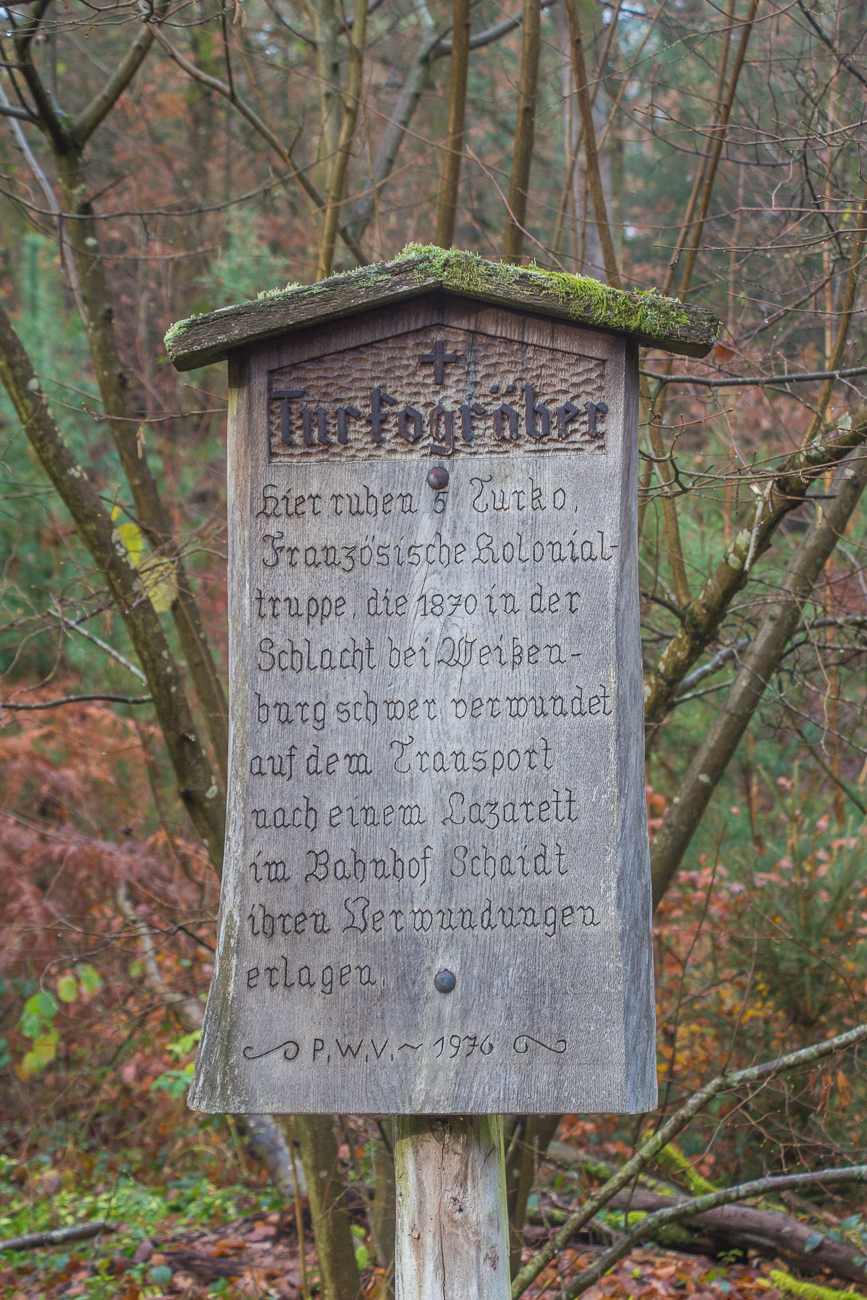 Turkogräber
Hier ruhen 5 Turko,
Französische Kolonial-
truppe, die 1870 in der
Schlacht bei Weißen-
burg schwer verwundet
auf dem Transport
nach einem Lazarett
im Bahnhof Schaidt
ihren Verwundungen
erlagen.
P.W.V. ~ 1976